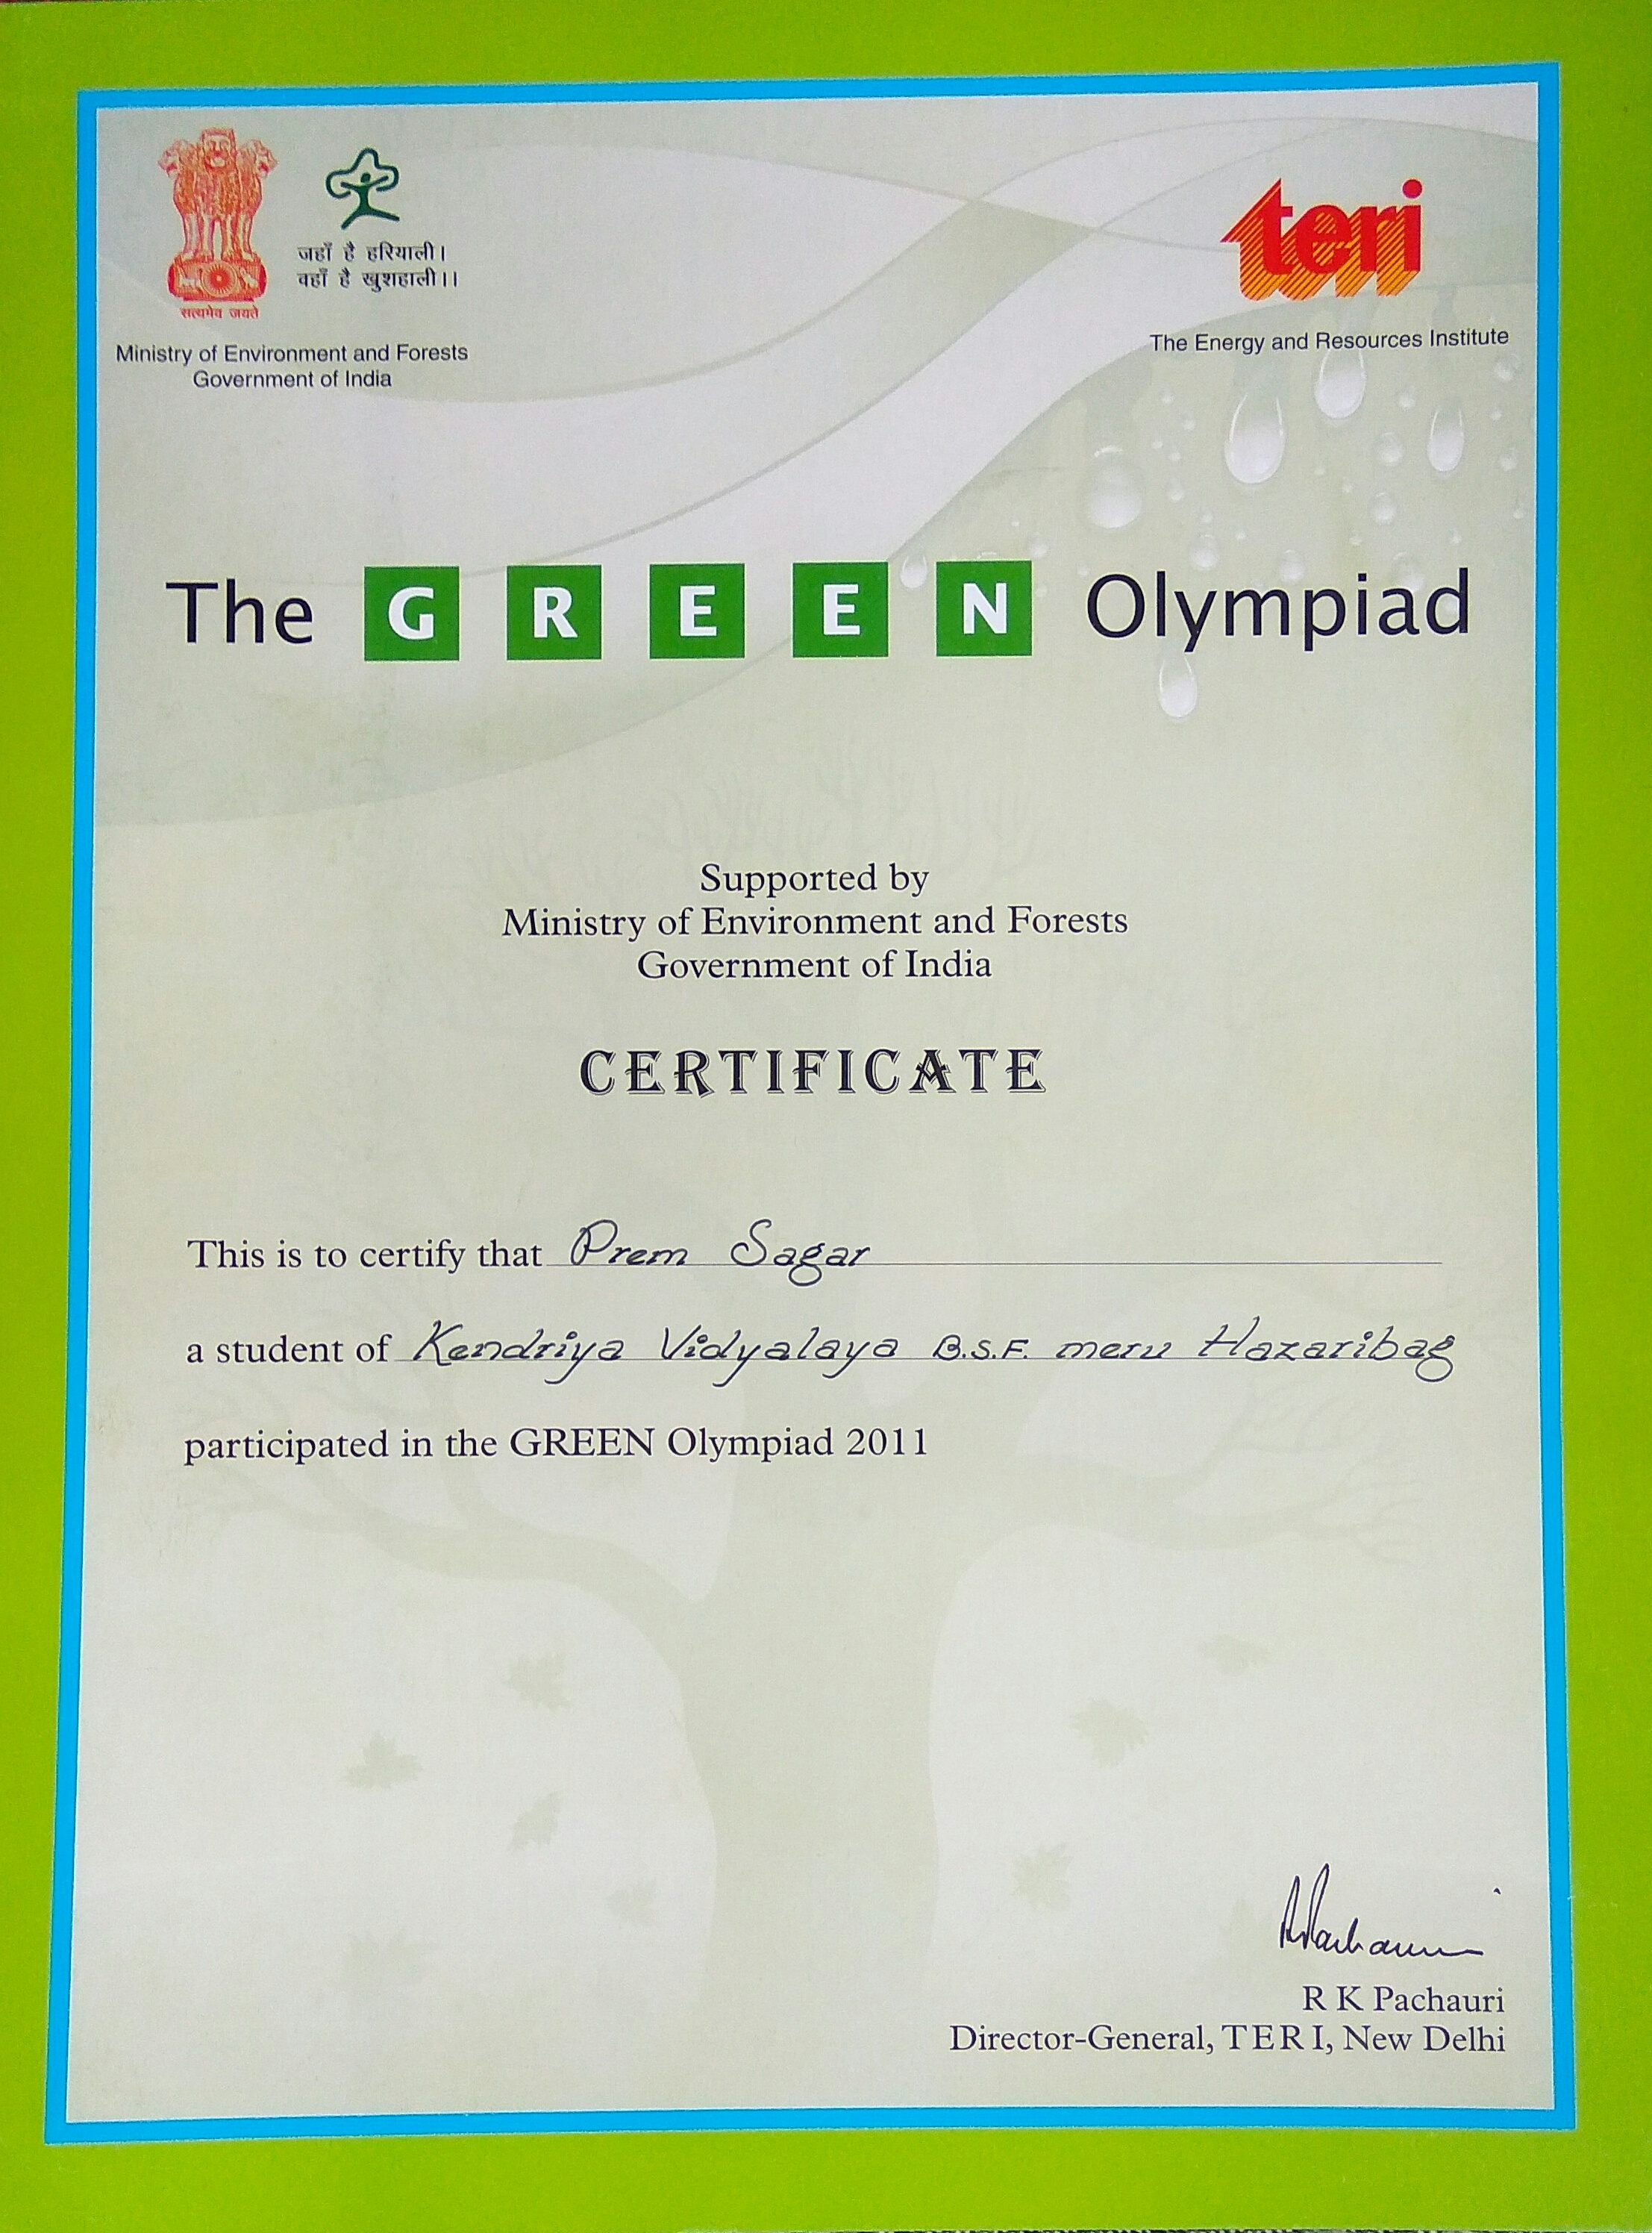 सत्यमेव जयते
जहाँ है हरियाली।
वहाँ है खुशहाली।।
Ministry of Environment and Forests
Government of India
teri
The Energy and Resources Institute
The GREEN Olympiad
Supported by
Ministry of Environment and Forests
Government of India
CERTIFICATE
This is to certify that Prem Sagar
a student of Kendriya Vidyalaya B.S.F. meru Hazaribag
participated in the GREEN Olympiad 2011
R K Pachauri
Director-General, TERI, New Delhi